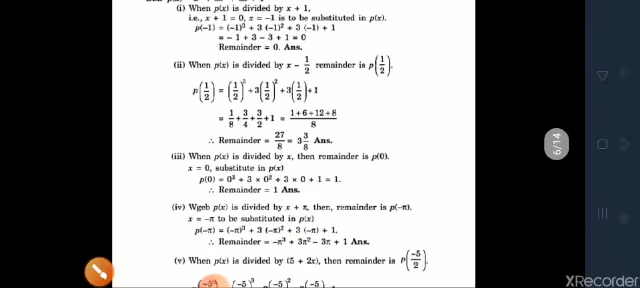 (i) When p(x) is divided by x + 1,
i.e., x + 1 = 0, x = −1 is to be substituted in p(x).
p(−1) = (−1)³ + 3 (−1)² + 3 (−1) + 1
= − 1 + 3 − 3 + 1 = 0
Remainder = 0. Ans.
(ii) When p(x) is divided by x − 1/2 remainder is p(1/2).
p(1/2) = (1/2)³ + 3(1/2)² + 3(1/2) + 1
= 1/8 + 3/4 + 3/2 + 1 = (1 + 6 + 12 + 8)/8
∴ Remainder = 27/8 = 3 3/8 Ans.
(iii) When p(x) is divided by x, then remainder is p(0).
x = 0, substitute in p(x)
p(0) = 0³ + 3 × 0² + 3 × 0 + 1 = 1.
∴ Remainder = 1 Ans.
(iv) Wgeb p(x) is divided by x + π, then, remainder is p(−π).
x = −π to be substituted in p(x)
p(−π) = (−π)³ + 3 (−π)² + 3 (−π) + 1.
∴ Remainder = −π³ + 3π² − 3π + 1 Ans.
(v) When p(x) is divided by (5 + 2x), then remainder is p(−5/2).
6/14
XRecorder